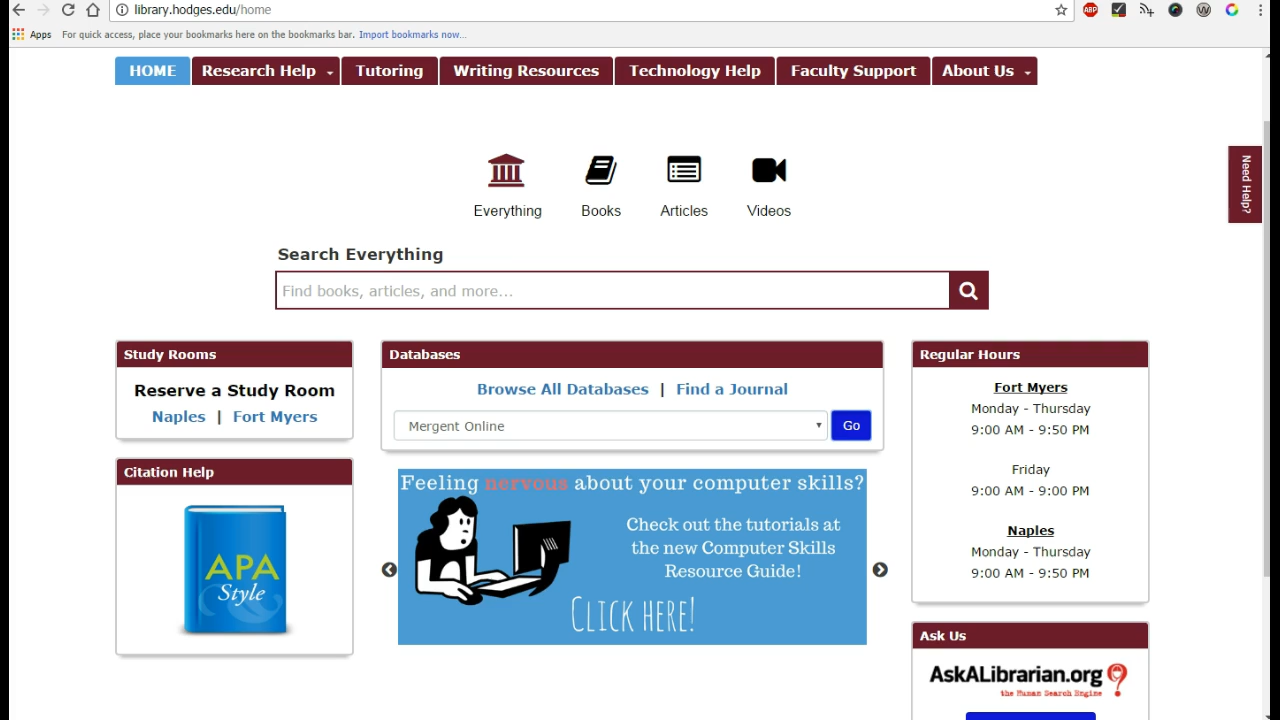 library.hodges.edu/home
ABP
Apps For quick access, place your bookmarks here on the bookmarks bar. Import bookmarks now...
HOME Research Help Tutoring Writing Resources Technology Help Faculty Support About Us
Need Help?
Everything Books Articles Videos
Search Everything
Find books, articles, and more...
Study Rooms
Reserve a Study Room
Naples | Fort Myers
Citation Help
APA
Style
Databases
Browse All Databases | Find a Journal
Mergent Online Go
Feeling nervous about your computer skills?
Check out the tutorials at
the new Computer Skills
Resource Guide!
CLICK HERE!
Regular Hours
Fort Myers
Monday - Thursday
9:00 AM - 9:50 PM
Friday
9:00 AM - 9:00 PM
Naples
Monday - Thursday
9:00 AM - 9:50 PM
Ask Us
AskALibrarian.org
the Human Search Engine